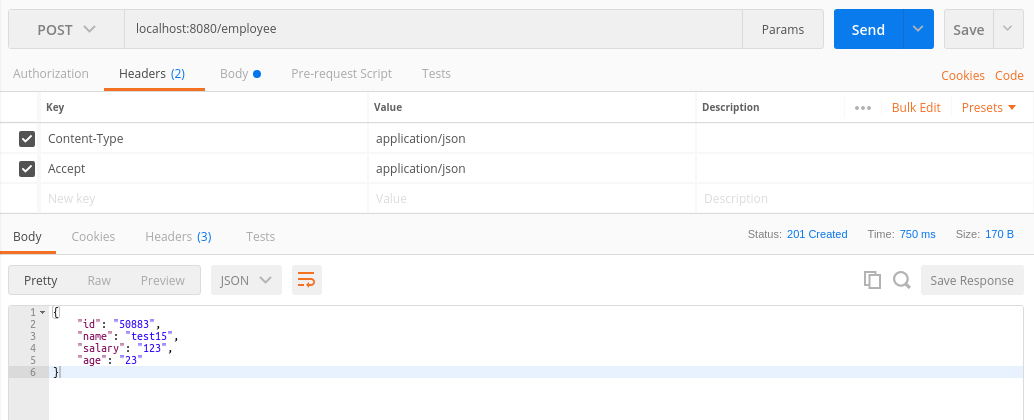 POST localhost:8080/employee Params Send Save
Authorization Headers (2) Body Pre-request Script Tests Cookies Code
Key Value Description Bulk Edit Presets
Content-Type application/json
Accept application/json
New key Value Description
Body Cookies Headers (3) Tests Status: 201 Created Time: 750 ms Size: 170 B
Pretty Raw Preview JSON Save Response
1 {
2 "id": "50883",
3 "name": "test15",
4 "salary": "123",
5 "age": "23"
6 }